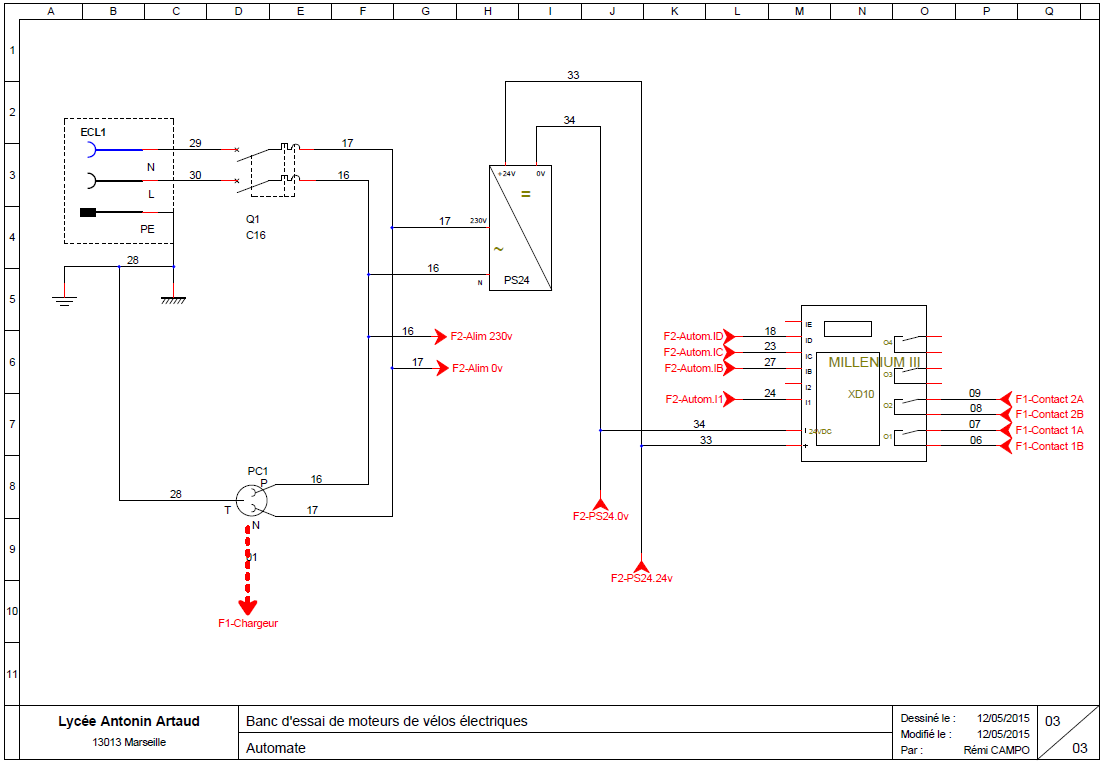 A B C D E F G H I J K L M N O P Q
1
2
3
4
5
6
7
8
9
10
11
33
34
ECL1
29
17
N
30
16
L
PE
Q1
C16
28
+24V 0V
=
17
230V
~
16
N
PS24
16
F2-Alim 230v
17
F2-Alim 0v
F2-Autom.ID
18
F2-Autom.IC
23
F2-Autom.IB
27
F2-Autom.I1
24
34
33
IE
ID
IC
IB
I2
I1
24VDC
+
MILLENIUM III
XD10
O4
O3
O2
O1
09
F1-Contact 2A
08
F1-Contact 2B
07
F1-Contact 1A
06
F1-Contact 1B
PC1
P
16
28
T
17
N
01
F1-Chargeur
F2-PS24.0v
F2-PS24.24v
Lycée Antonin Artaud
13013 Marseille
Banc d'essai de moteurs de vélos électriques
Automate
Dessiné le : 12/05/2015
Modifié le : 12/05/2015
Par : Rémi CAMPO
03
03